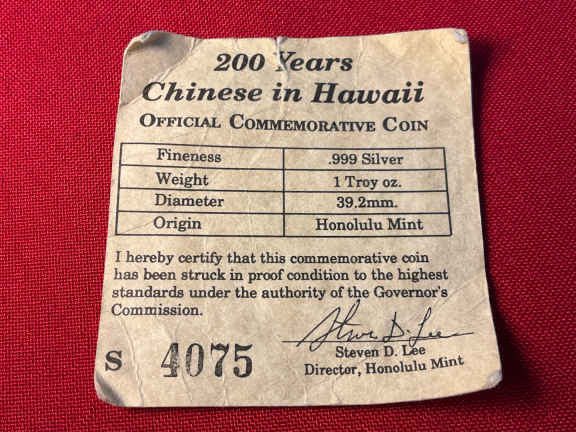 200 Years
Chinese in Hawaii
OFFICIAL COMMEMORATIVE COIN
Fineness .999 Silver
Weight 1 Troy oz.
Diameter 39.2mm.
Origin Honolulu Mint
I hereby certify that this commemorative coin
has been struck in proof condition to the highest
standards under the authority of the Governor's
Commission.
Steve D. Lee
Steven D. Lee
Director, Honolulu Mint
S 4075